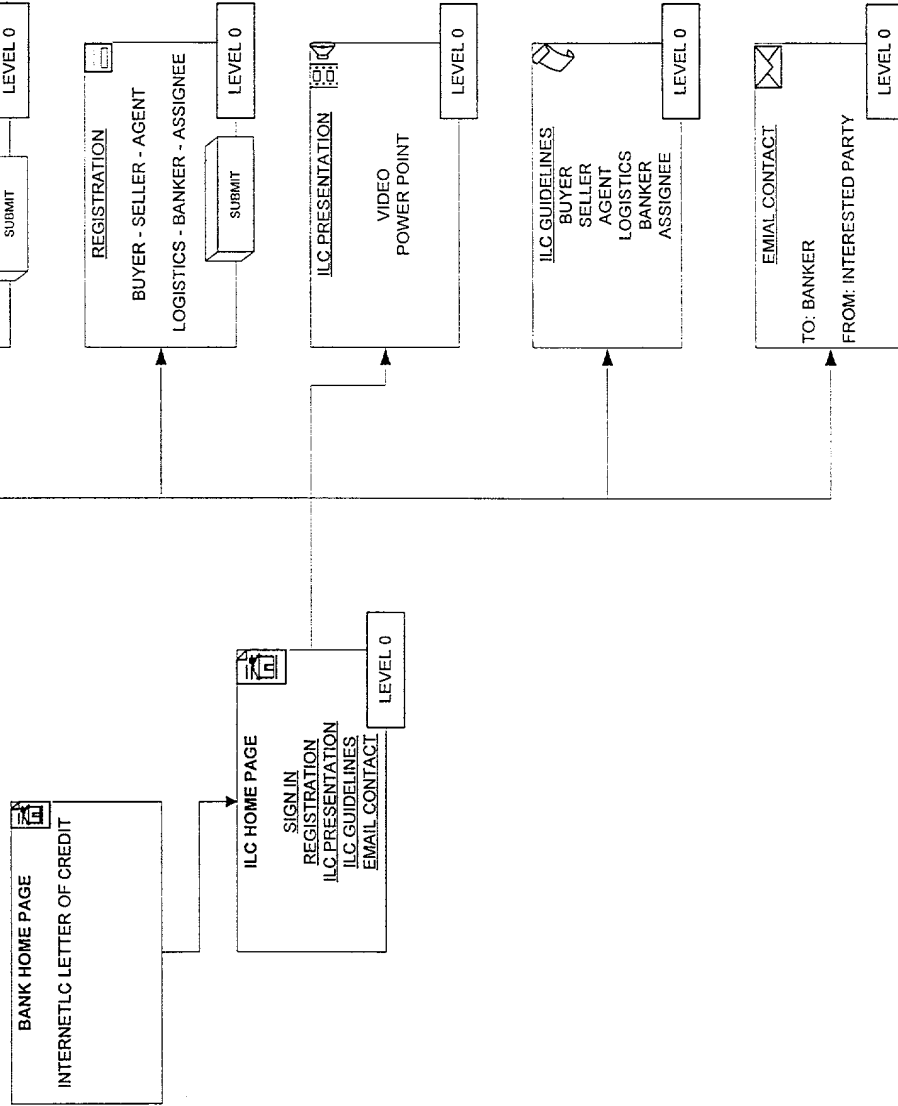 BANK HOME PAGE
INTERNETLC LETTER OF CREDIT
ILC HOME PAGE
SIGN IN
REGISTRATION
ILC PRESENTATION
ILC GUIDELINES
EMAIL CONTACT
LEVEL 0
SUBMIT
LEVEL 0
REGISTRATION
BUYER - SELLER - AGENT
LOGISTICS - BANKER - ASSIGNEE
SUBMIT
LEVEL 0
ILC PRESENTATION
VIDEO
POWER POINT
LEVEL 0
ILC GUIDELINES
BUYER
SELLER
AGENT
LOGISTICS
BANKER
ASSIGNEE
LEVEL 0
EMIAL CONTACT
TO: BANKER
FROM: INTERESTED PARTY
LEVEL 0